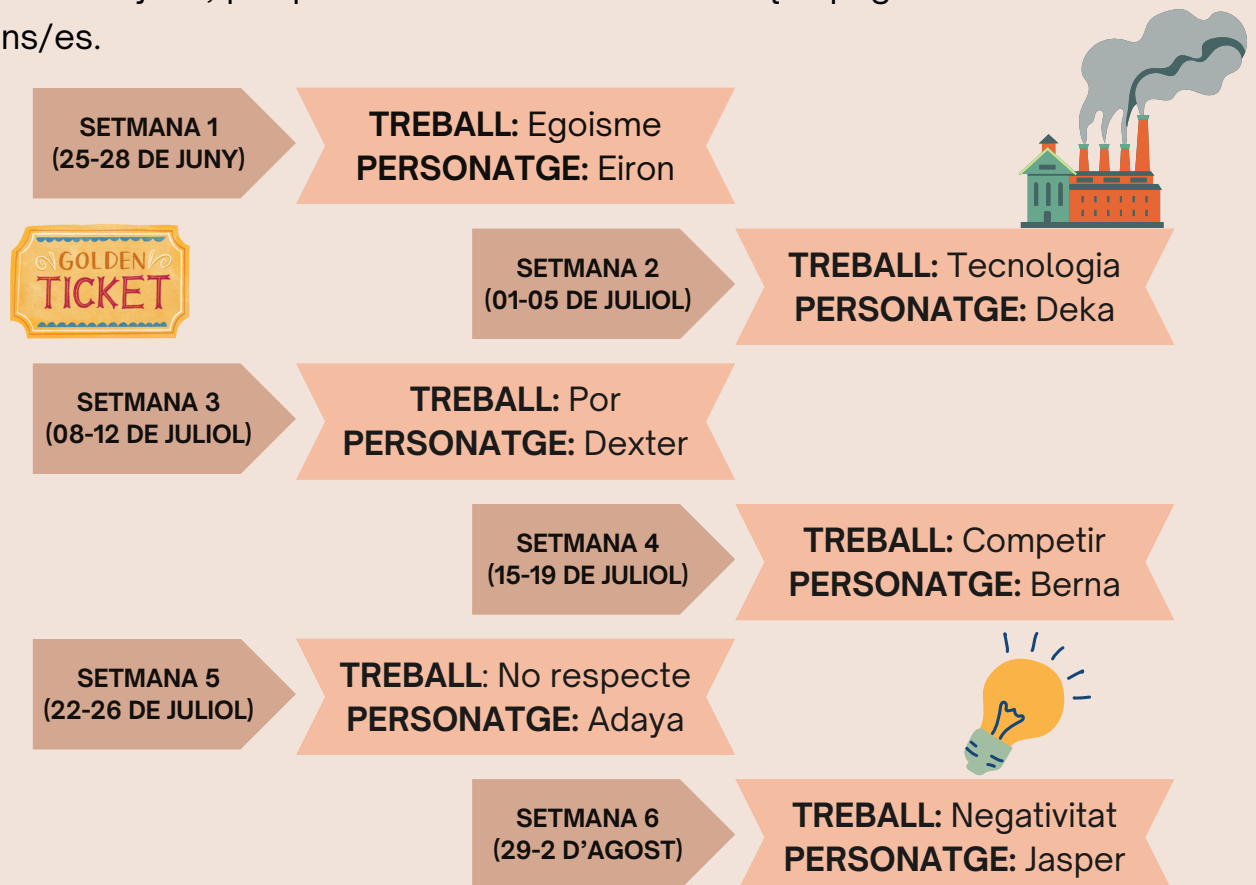 ns/es.
SETMANA 1
(25-28 DE JUNY)
TREBALL: Egoisme
PERSONATGE: Eiron
GOLDEN
TICKET
SETMANA 2
(01-05 DE JULIOL)
TREBALL: Tecnologia
PERSONATGE: Deka
SETMANA 3
(08-12 DE JULIOL)
TREBALL: Por
PERSONATGE: Dexter
SETMANA 4
(15-19 DE JULIOL)
TREBALL: Competir
PERSONATGE: Berna
SETMANA 5
(22-26 DE JULIOL)
TREBALL: No respecte
PERSONATGE: Adaya
SETMANA 6
(29-2 D’AGOST)
TREBALL: Negativitat
PERSONATGE: Jasper